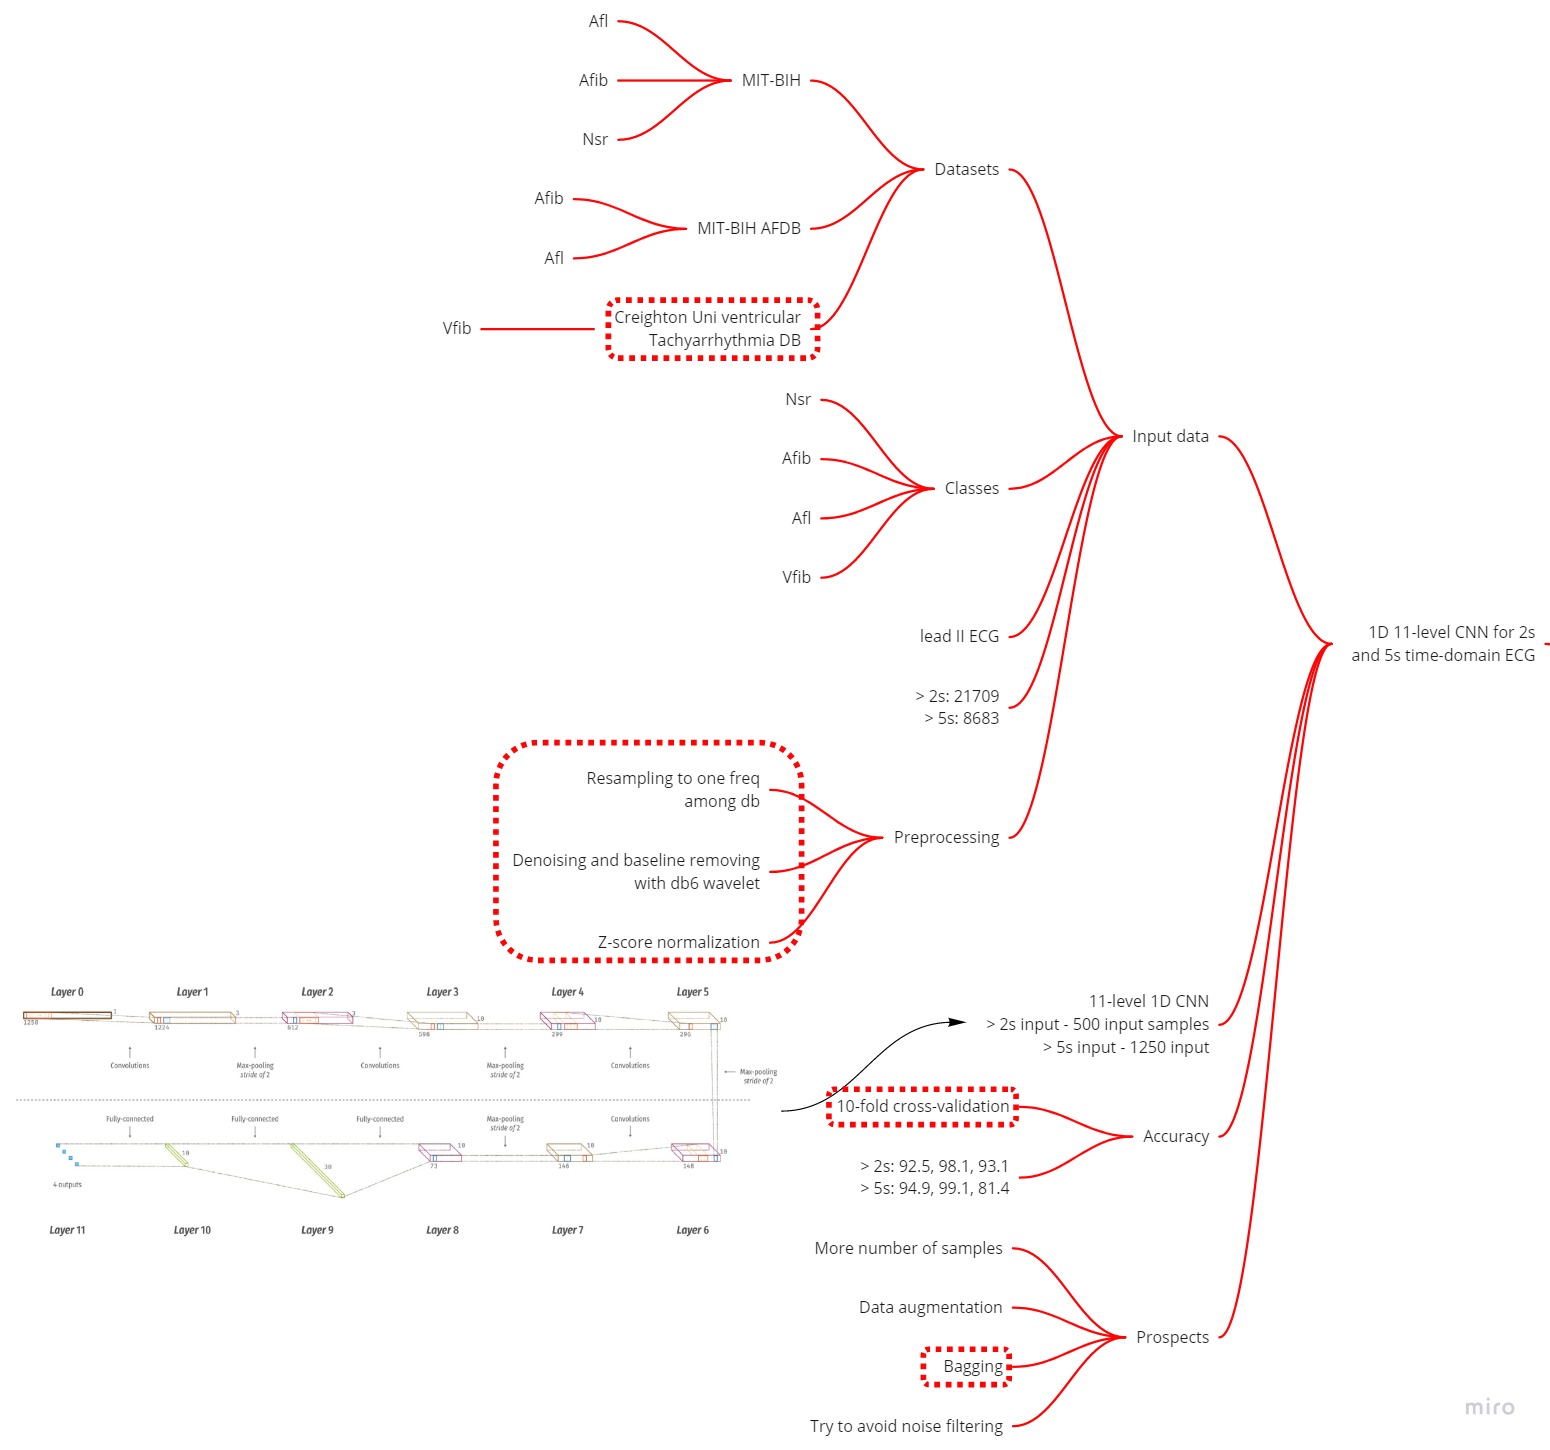 Afl
Afib
MIT-BIH
Nsr
Datasets
Afib
MIT-BIH AFDB
Afl
Creighton Uni ventricular
Tachyarrhythmia DB
Vfib
Nsr
Input data
Afib
Classes
Afl
Vfib
lead II ECG
1D 11-level CNN for 2s
and 5s time-domain ECG
> 2s: 21709
> 5s: 8683
Resampling to one freq
among db
Preprocessing
Denoising and baseline removing
with db6 wavelet
Z-score normalization
Layer 0
Layer 1
Layer 2
Layer 3
Layer 4
Layer 5
1250
1
1224
3
612
3
598
10
299
10
296
10
Convolutions
Max-pooling
stride of 2
Convolutions
Max-pooling
stride of 2
Convolutions
Max-pooling
stride of 2
11-level 1D CNN
> 2s input - 500 input samples
> 5s input - 1250 input
10-fold cross-validation
Accuracy
> 2s: 92.5, 98.1, 93.1
> 5s: 94.9, 99.1, 81.4
Fully-connected
Fully-connected
Fully-connected
Max-pooling
stride of 2
Convolutions
4 outputs
10
30
10
73
10
146
10
148
Layer 11
Layer 10
Layer 9
Layer 8
Layer 7
Layer 6
More number of samples
Data augmentation
Prospects
Bagging
Try to avoid noise filtering
miro